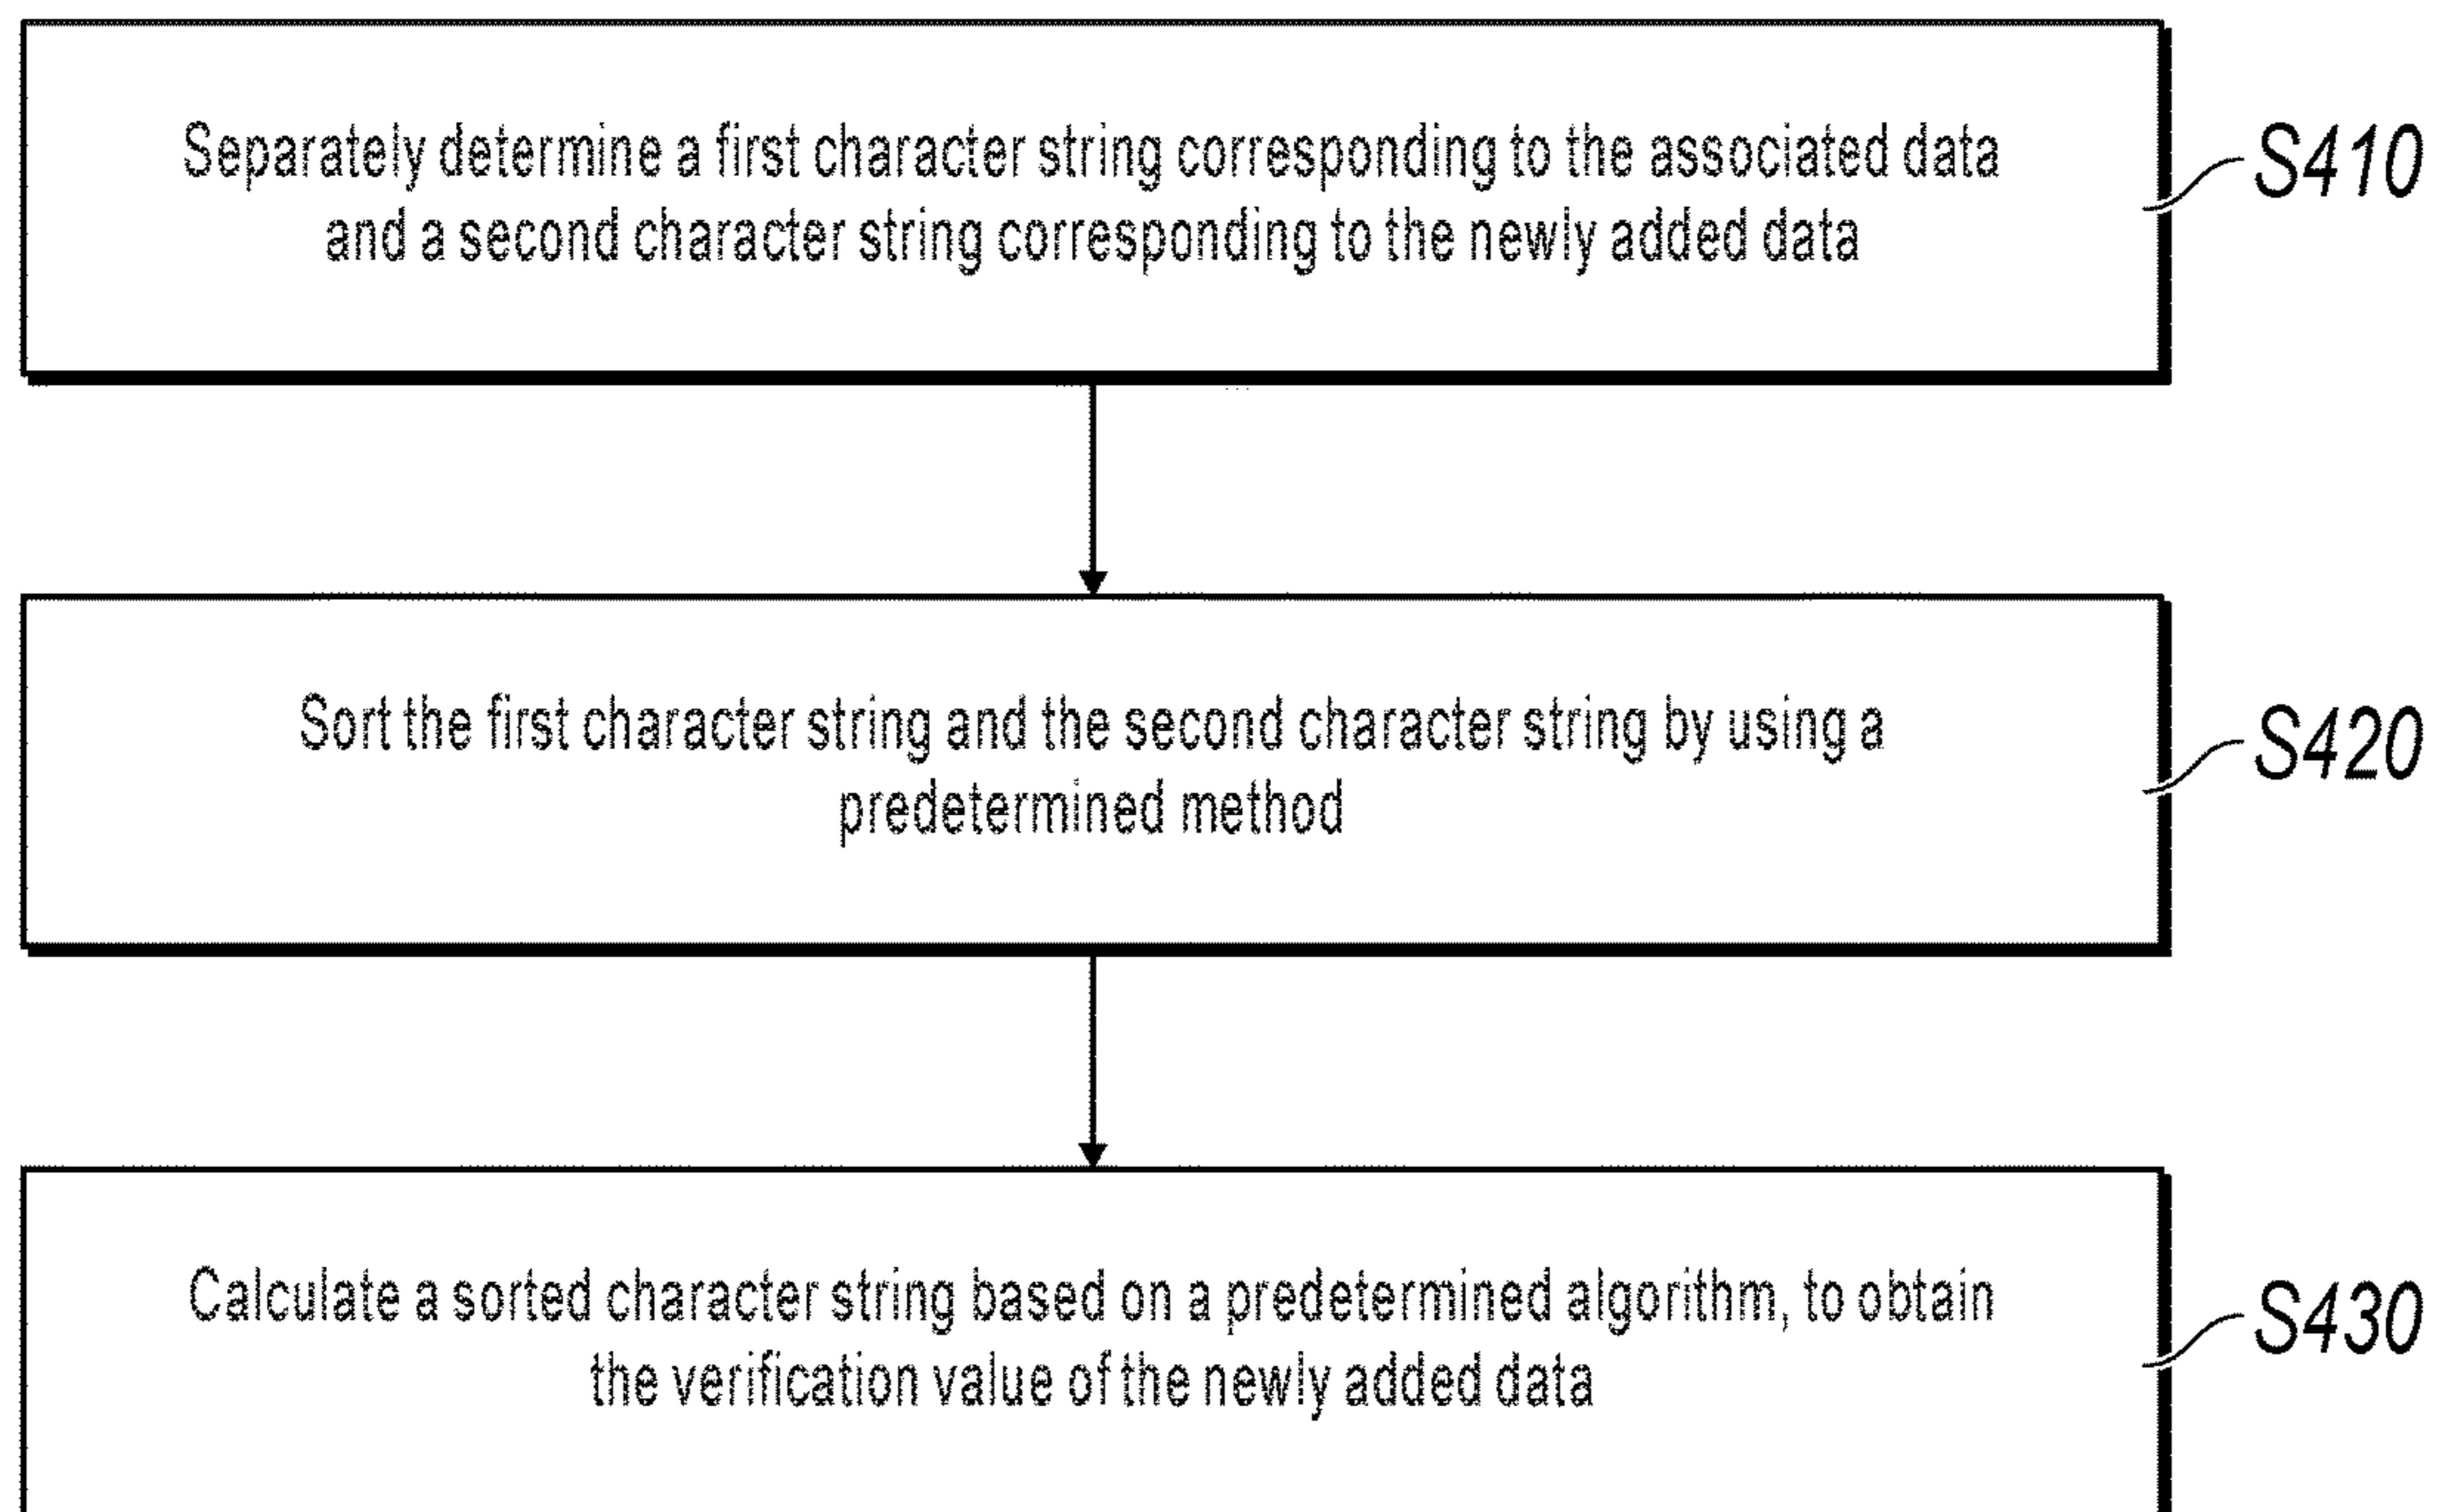 Separately determine a first character string corresponding to the associated data
and a second character string corresponding to the newly added data
S410
Sort the first character string and the second character string by using a
predetermined method
S420
Calculate a sorted character string based on a predetermined algorithm, to obtain
the verification value of the newly added data
S430